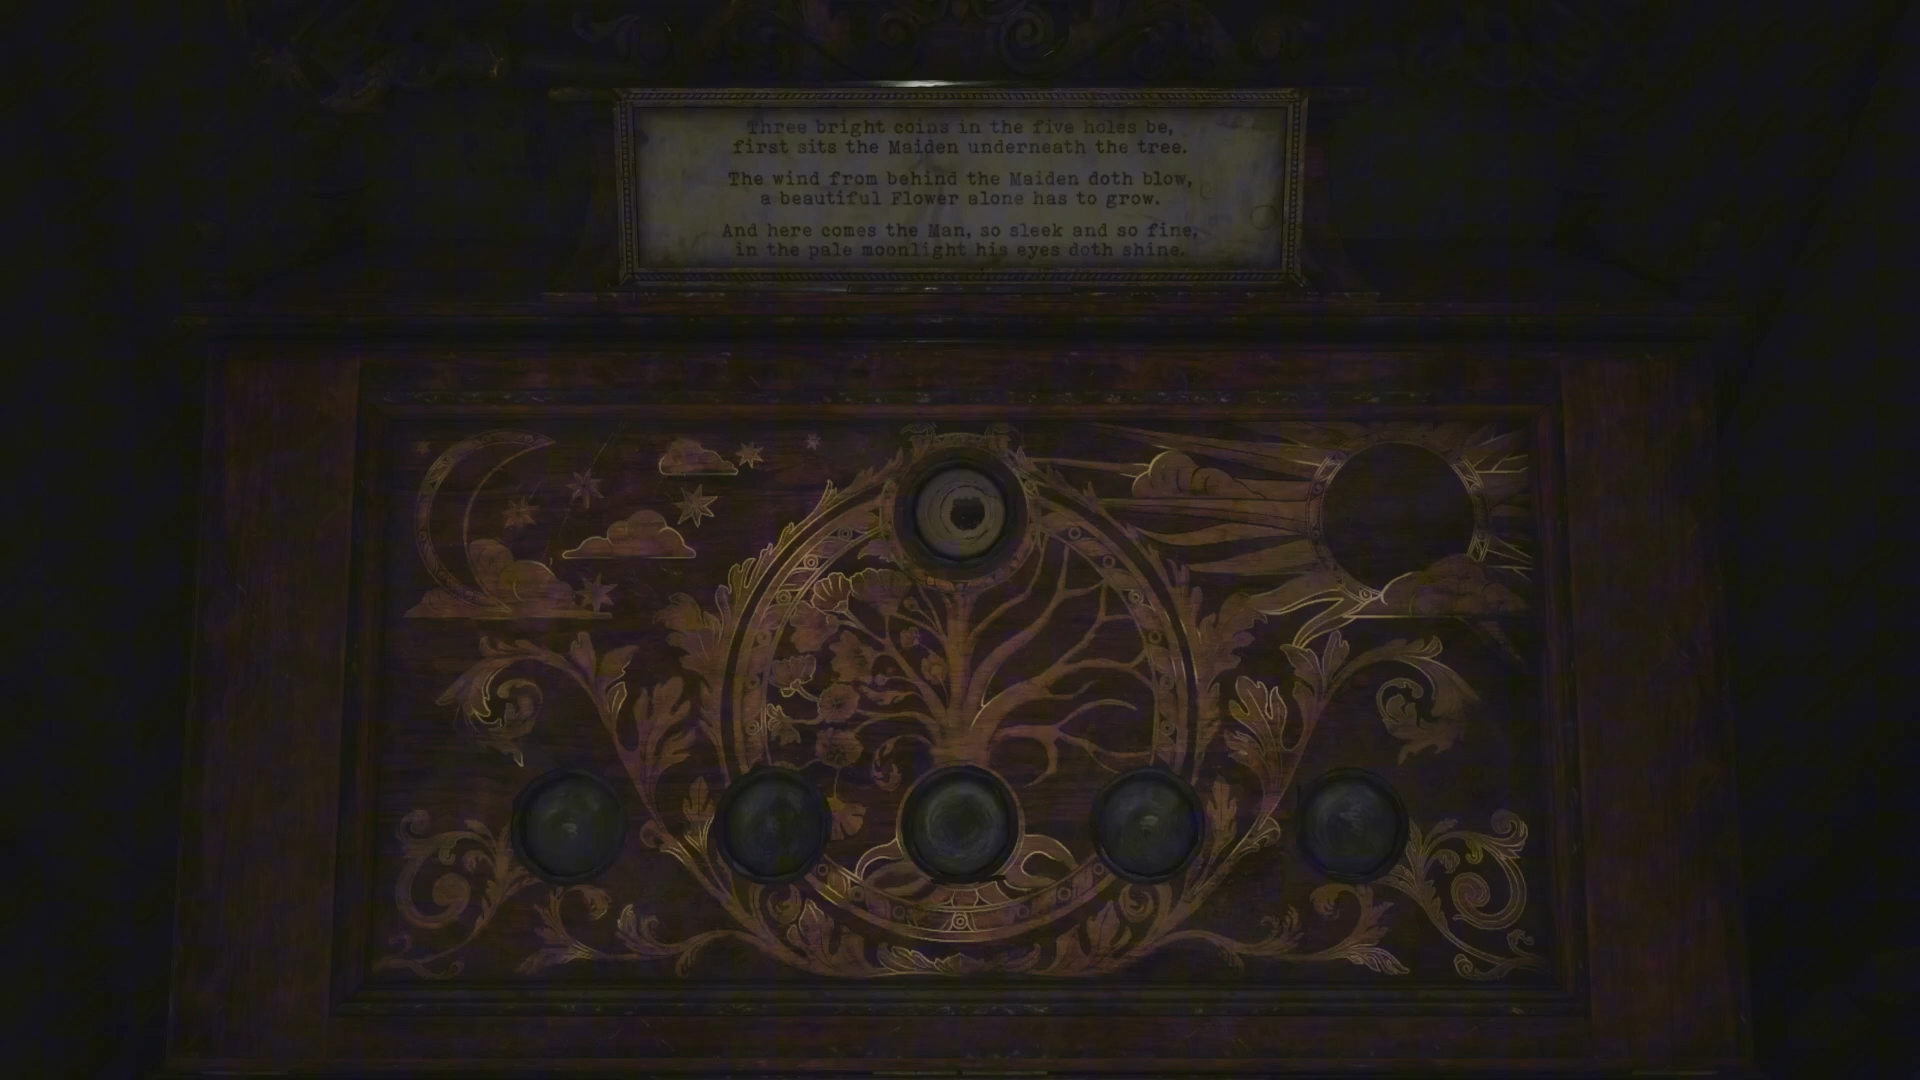 Three bright coins in the five holes be,
first sits the Maiden underneath the tree.
The wind from behind the Maiden doth blow,
a beautiful Flower alone has to grow.
And here comes the Man, so sleek and so fine,
in the pale moonlight his eyes doth shine.